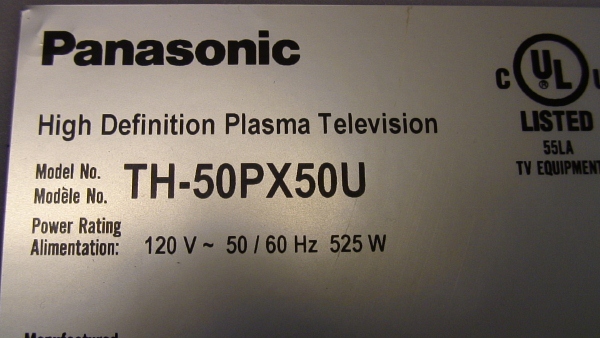 Panasonic
C UL ® U
LISTED
55LA
TV EQUIPMENT
High Definition Plasma Television
Model No.
Modèle No. TH-50PX50U
Power Rating
Alimentation: 120 V ~ 50 / 60 Hz 525 W
Manufactured